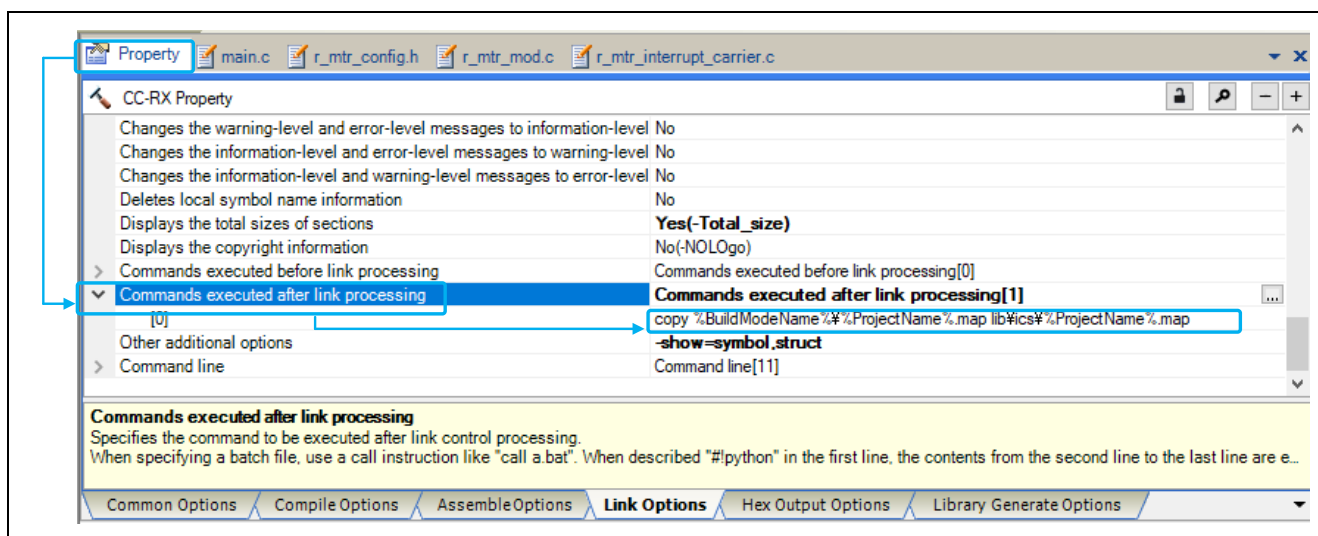 Property main.c r_mtr_config.h r_mtr_mod.c r_mtr_interrupt_carrier.c
CC-RX Property
Changes the warning-level and error-level messages to information-level No
Changes the information-level and error-level messages to warning-level No
Changes the information-level and warning-level messages to error-level No
Deletes local symbol name information No
Displays the total sizes of sections Yes(-Total_size)
Displays the copyright information No(-NOLOgo)
Commands executed before link processing Commands executed before link processing[0]
Commands executed after link processing Commands executed after link processing[1] ...
[0] copy %BuildModeName%¥%ProjectName%.map lib¥ics¥%ProjectName%.map
Other additional options -show=symbol,struct
Command line Command line[11]
Commands executed after link processing
Specifies the command to be executed after link control processing.
When specifying a batch file, use a call instruction like "call a.bat". When described "#!python" in the first line, the contents from the second line to the last line are e...
Common Options Compile Options Assemble Options Link Options Hex Output Options Library Generate Options